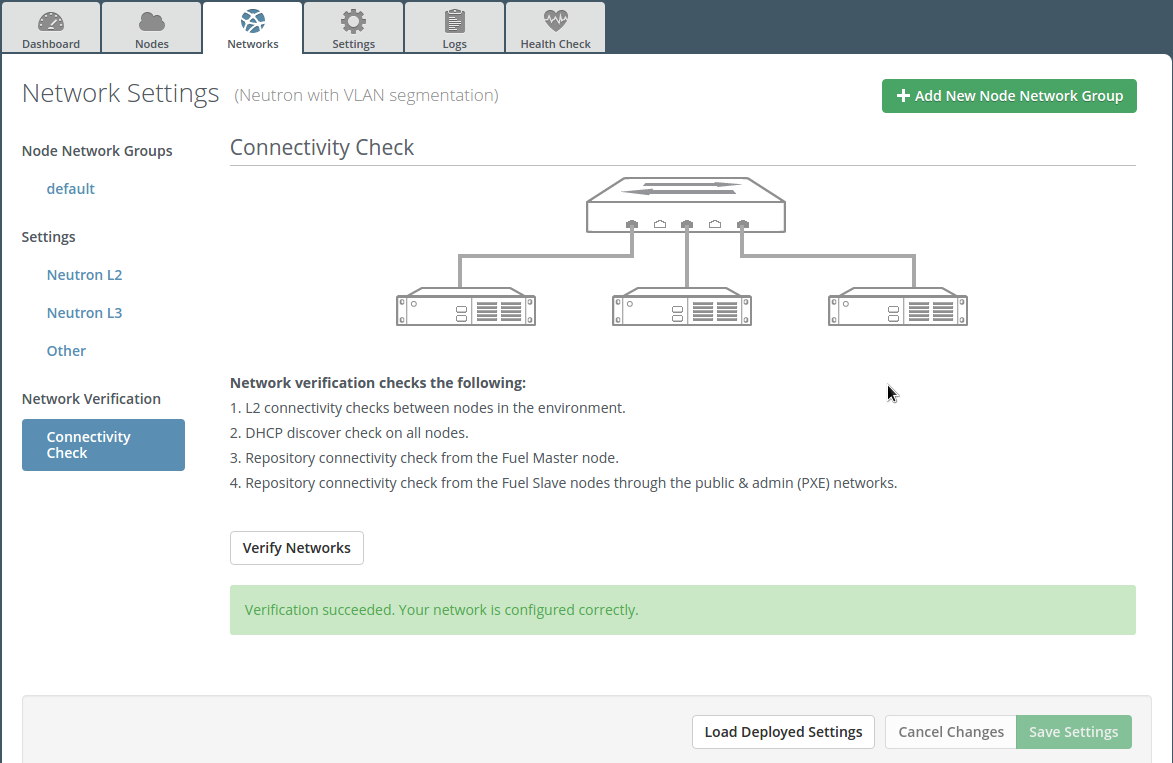 Dashboard
Nodes
Networks
Settings
Logs
Health Check
Network Settings (Neutron with VLAN segmentation)
+ Add New Node Network Group
Node Network Groups
default
Settings
Neutron L2
Neutron L3
Other
Network Verification
Connectivity
Check
Connectivity Check
Network verification checks the following:
1. L2 connectivity checks between nodes in the environment.
2. DHCP discover check on all nodes.
3. Repository connectivity check from the Fuel Master node.
4. Repository connectivity check from the Fuel Slave nodes through the public & admin (PXE) networks.
Verify Networks
Verification succeeded. Your network is configured correctly.
Load Deployed Settings
Cancel Changes
Save Settings